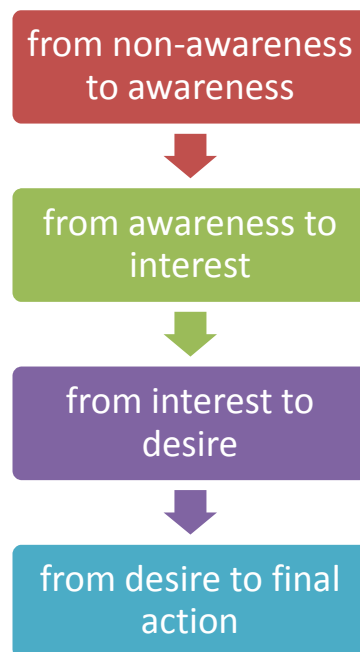 from non-awareness
to awareness
from awareness to
interest
from interest to
desire
from desire to final
action